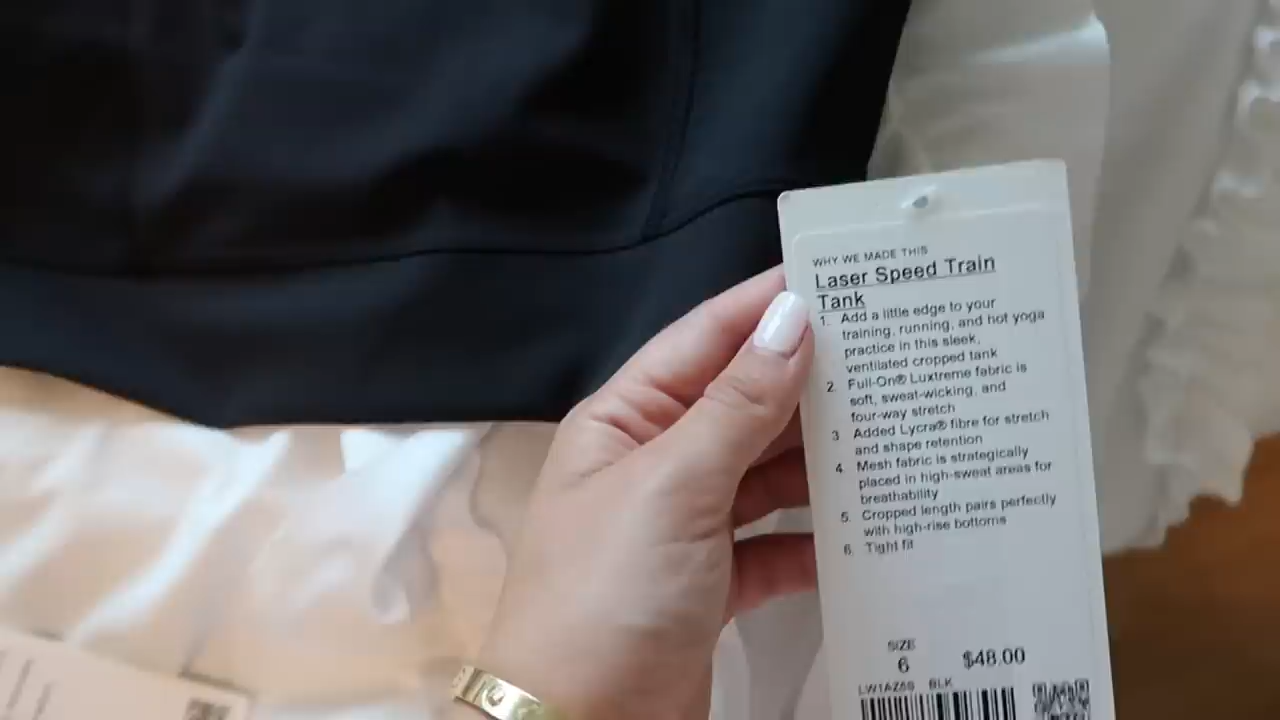 WHY WE MADE THIS
Laser Speed Train
Tank
1. Add a little edge to your
training, running, and hot yoga
practice in this sleek,
ventilated cropped tank
2. Full-On® Luxtreme fabric is
soft, sweat-wicking, and
four-way stretch
3 Added Lycra® fibre for stretch
and shape retention
4. Mesh fabric is strategically
placed in high-sweat areas for
breathability
5. Cropped length pairs perfectly
with high-rise bottoms
6. Tight fit
SIZE
6 $48.00
BLK